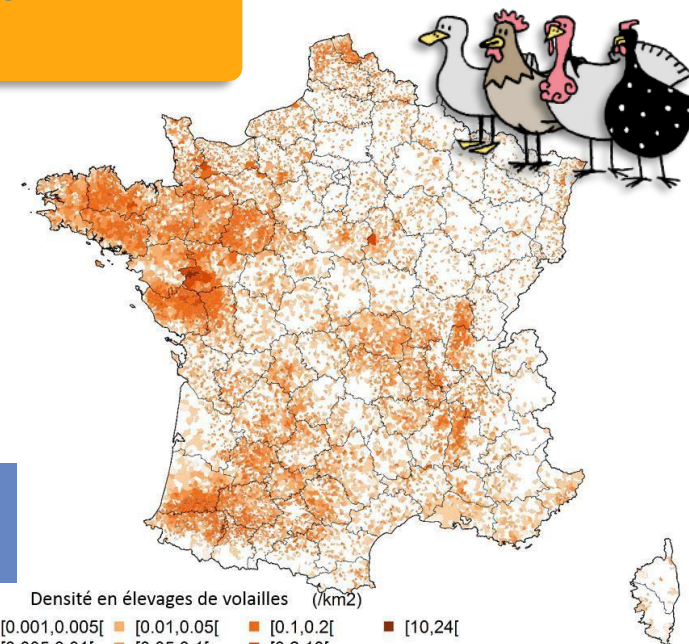 Densité en élevages de volailles (/km2)
[0.001,0.005[ [0.01,0.05[ [0.1,0.2[ [10,24[